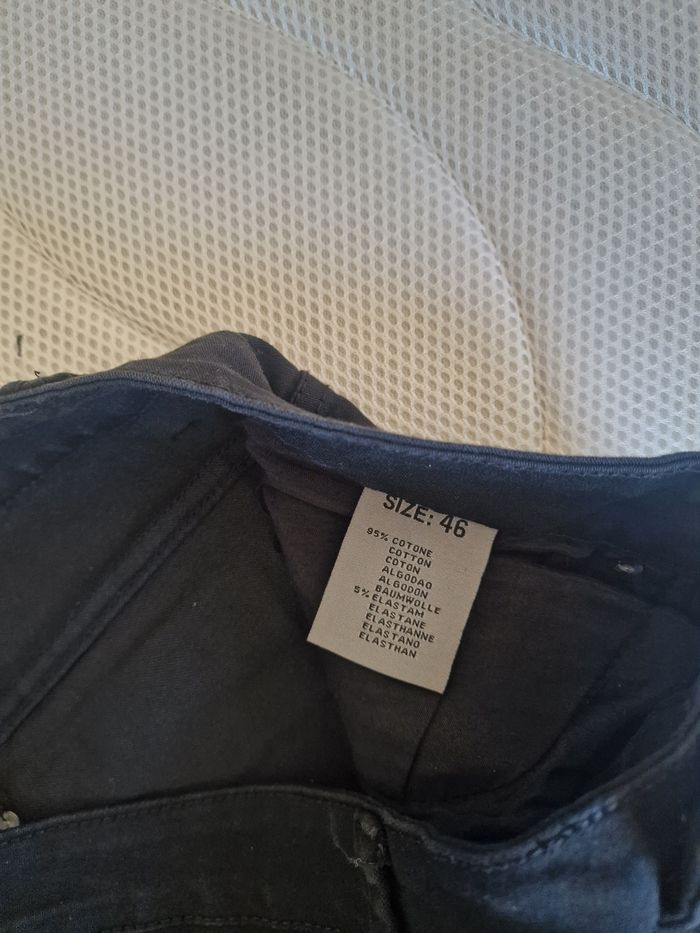 SIZE: 46
95% COTONE
COTTON
COTON
ALGODAO
ALGODON
BAUMWOLLE
5% ELASTAM
ELASTANE
ELASTHANNE
ELASTANO
ELASTHAN